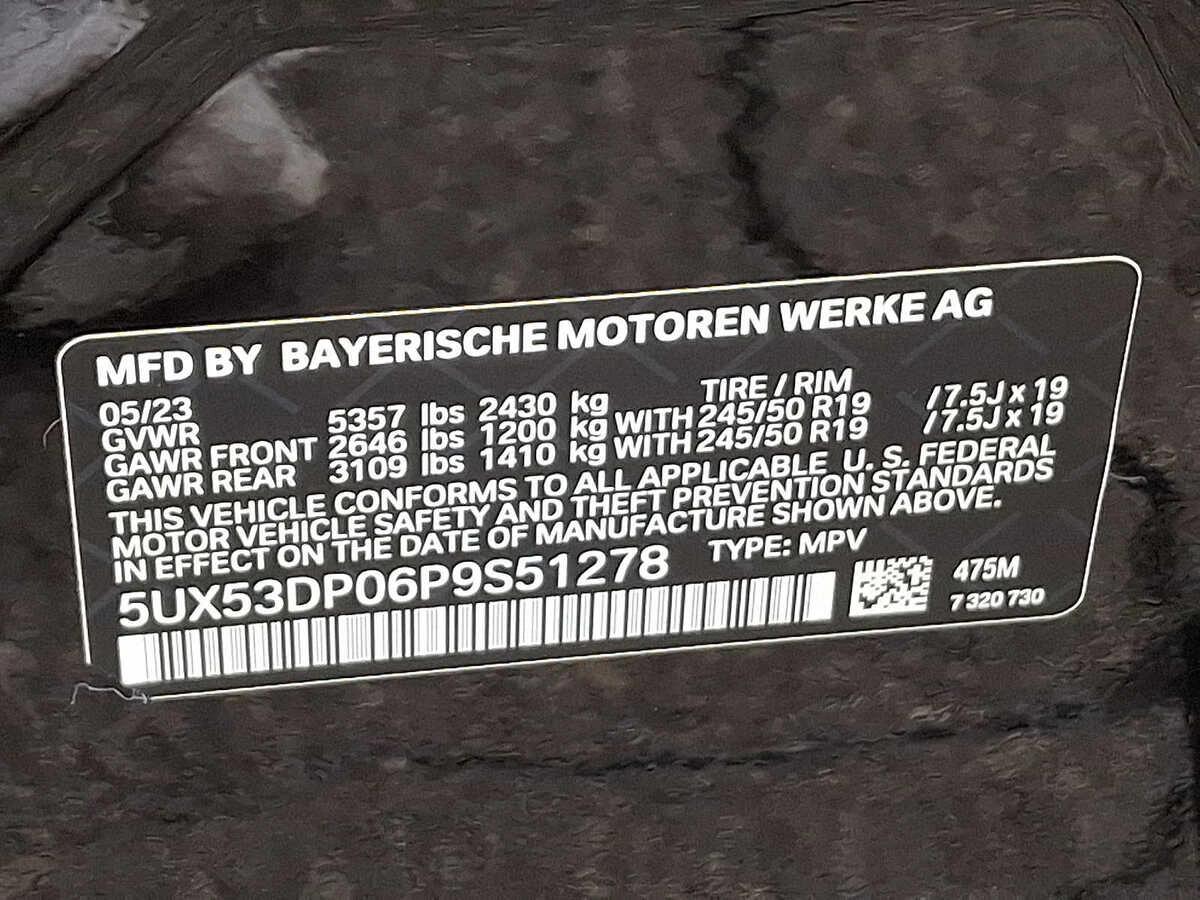 MFD BY BAYERISCHE MOTOREN WERKE AG
05/23 TIRE / RIM
GVWR 5357 lbs 2430 kg
GAWR FRONT 2646 lbs 1200 kg WITH 245/50 R19 /7.5J x 19
GAWR REAR 3109 lbs 1410 kg WITH 245/50 R19 /7.5J x 19
THIS VEHICLE CONFORMS TO ALL APPLICABLE U. S. FEDERAL
MOTOR VEHICLE SAFETY AND THEFT PREVENTION STANDARDS
IN EFFECT ON THE DATE OF MANUFACTURE SHOWN ABOVE.
5UX53DP06P9S51278 TYPE: MPV
475M
7 320 730